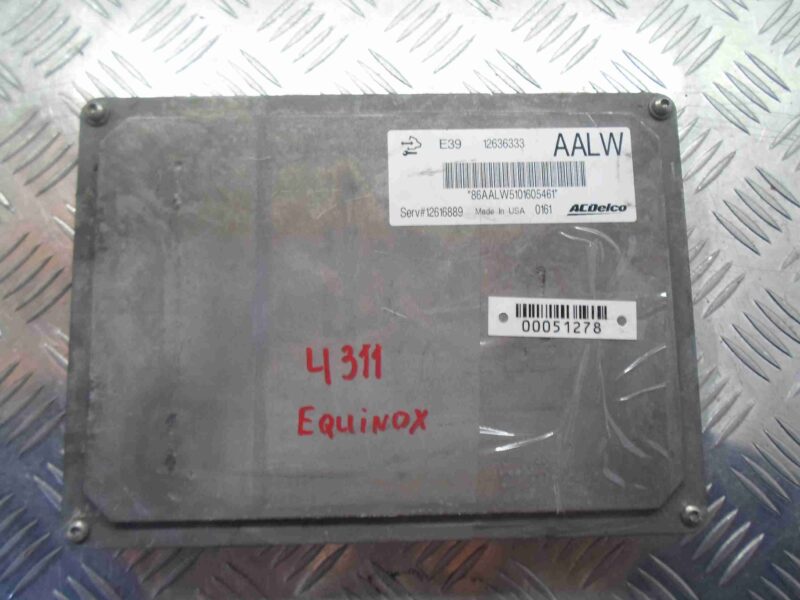 E39 12636333 AALW
*86AALW5101605461*
Serv#12616889 Made In USA 0161 ACDelco
00051278
4311
EQUINOX